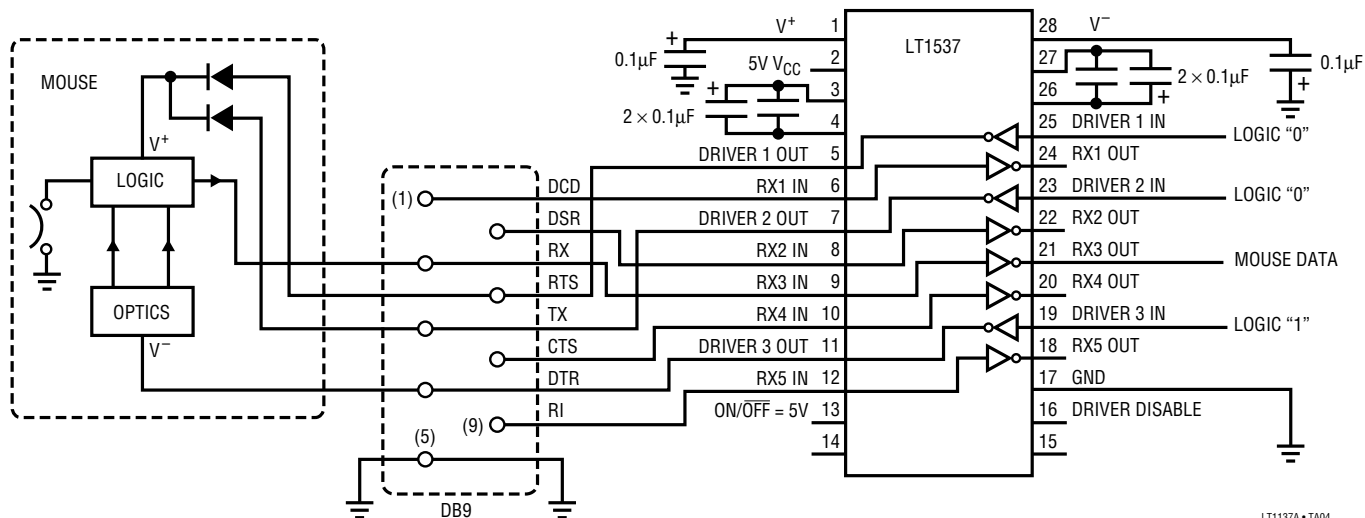 MOUSE
V+
LOGIC
OPTICS
V–
(1)
DCD
DSR
RX
RTS
TX
CTS
DTR
(9)
RI
(5)
DB9
LT1537
V+
1
0.1µF
+
5V VCC
2
3
+
2 × 0.1µF
4
DRIVER 1 OUT
5
RX1 IN
6
DRIVER 2 OUT
7
RX2 IN
8
RX3 IN
9
RX4 IN
10
DRIVER 3 OUT
11
RX5 IN
12
ON/O̅F̅F̅ = 5V
13
14
28
V–
27
26
2 × 0.1µF
+
0.1µF
+
25
DRIVER 1 IN
LOGIC “0”
24
RX1 OUT
23
DRIVER 2 IN
LOGIC “0”
22
RX2 OUT
21
RX3 OUT
MOUSE DATA
20
RX4 OUT
19
DRIVER 3 IN
LOGIC “1”
18
RX5 OUT
17
GND
16
DRIVER DISABLE
15
LT1137A • TA04